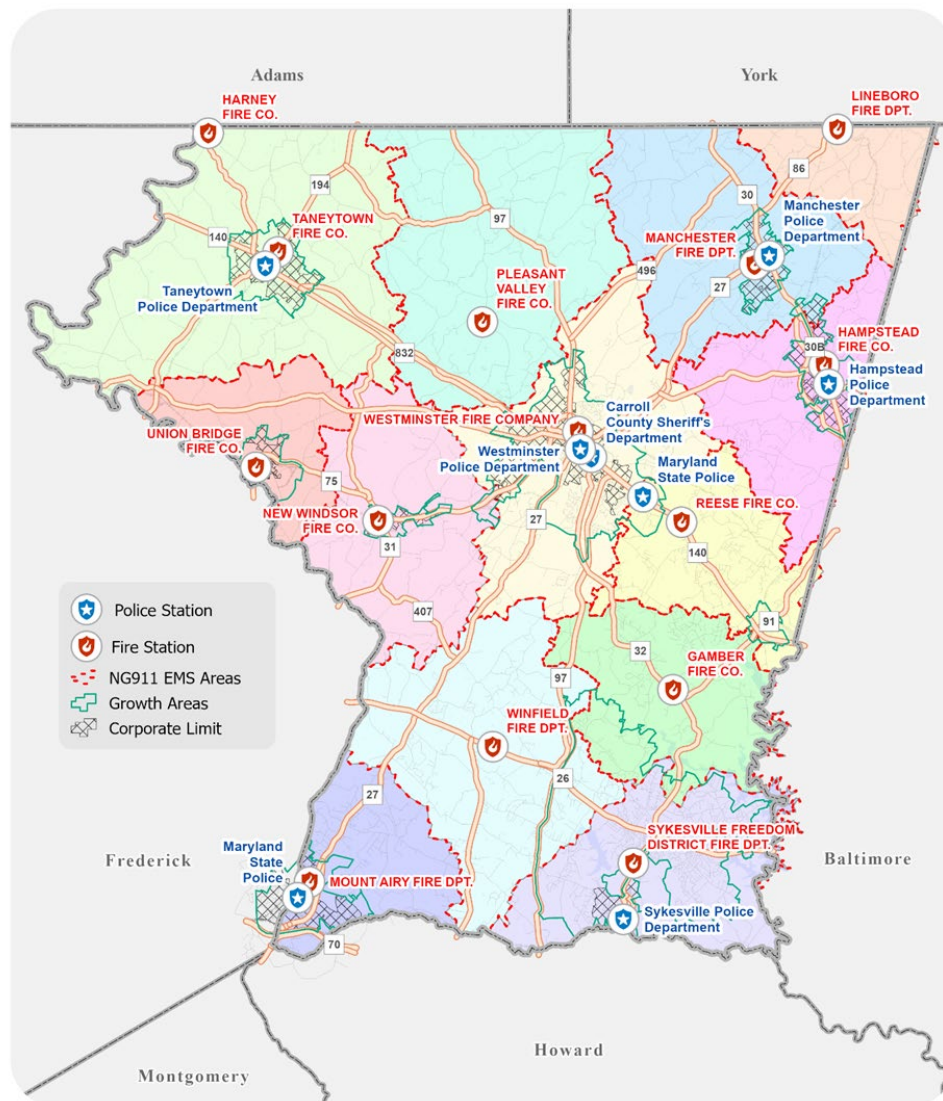 Adams
York
HARNEY
FIRE CO.
LINEBORO
FIRE DPT.
86
194
30
97
Manchester
Police
Department
140
TANEYTOWN
FIRE CO.
MANCHESTER
FIRE DPT.
496
27
Taneytown
Police Department
PLEASANT
VALLEY
FIRE CO.
832
HAMPSTEAD
FIRE CO.
30B
Hampstead
Police
Department
WESTMINSTER FIRE COMPANY
Carroll
County Sheriff's
Department
UNION BRIDGE
FIRE CO.
Westminster
Police Department
Maryland
State Police
75
NEW WINDSOR
FIRE CO.
REESE FIRE CO.
27
31
140
407
91
32
GAMBER
FIRE CO.
97
WINFIELD
FIRE DPT.
26
27
Police Station
Fire Station
NG911 EMS Areas
Growth Areas
Corporate Limit
SYKESVILLE FREEDOM
DISTRICT FIRE DPT.
Frederick
Baltimore
Maryland
State
Police
MOUNT AIRY FIRE DPT.
Sykesville Police
Department
70
Howard
Montgomery